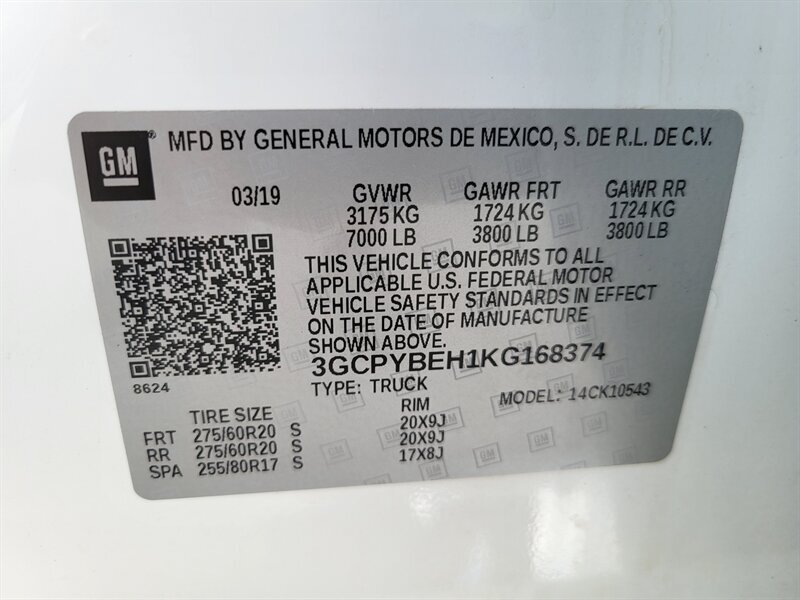 GM® MFD BY GENERAL MOTORS DE MEXICO, S. DE R.L. DE C.V.
03/19 GVWR GAWR FRT GAWR RR
3175 KG 1724 KG 1724 KG
7000 LB 3800 LB 3800 LB
THIS VEHICLE CONFORMS TO ALL
APPLICABLE U.S. FEDERAL MOTOR
VEHICLE SAFETY STANDARDS IN EFFECT
ON THE DATE OF MANUFACTURE
SHOWN ABOVE.
3GCPYBEH1KG168374
8624
TYPE: TRUCK MODEL: 14CK10543
TIRE SIZE RIM
FRT 275/60R20 S 20X9J
RR 275/60R20 S 20X9J
SPA 255/80R17 S 17X8J